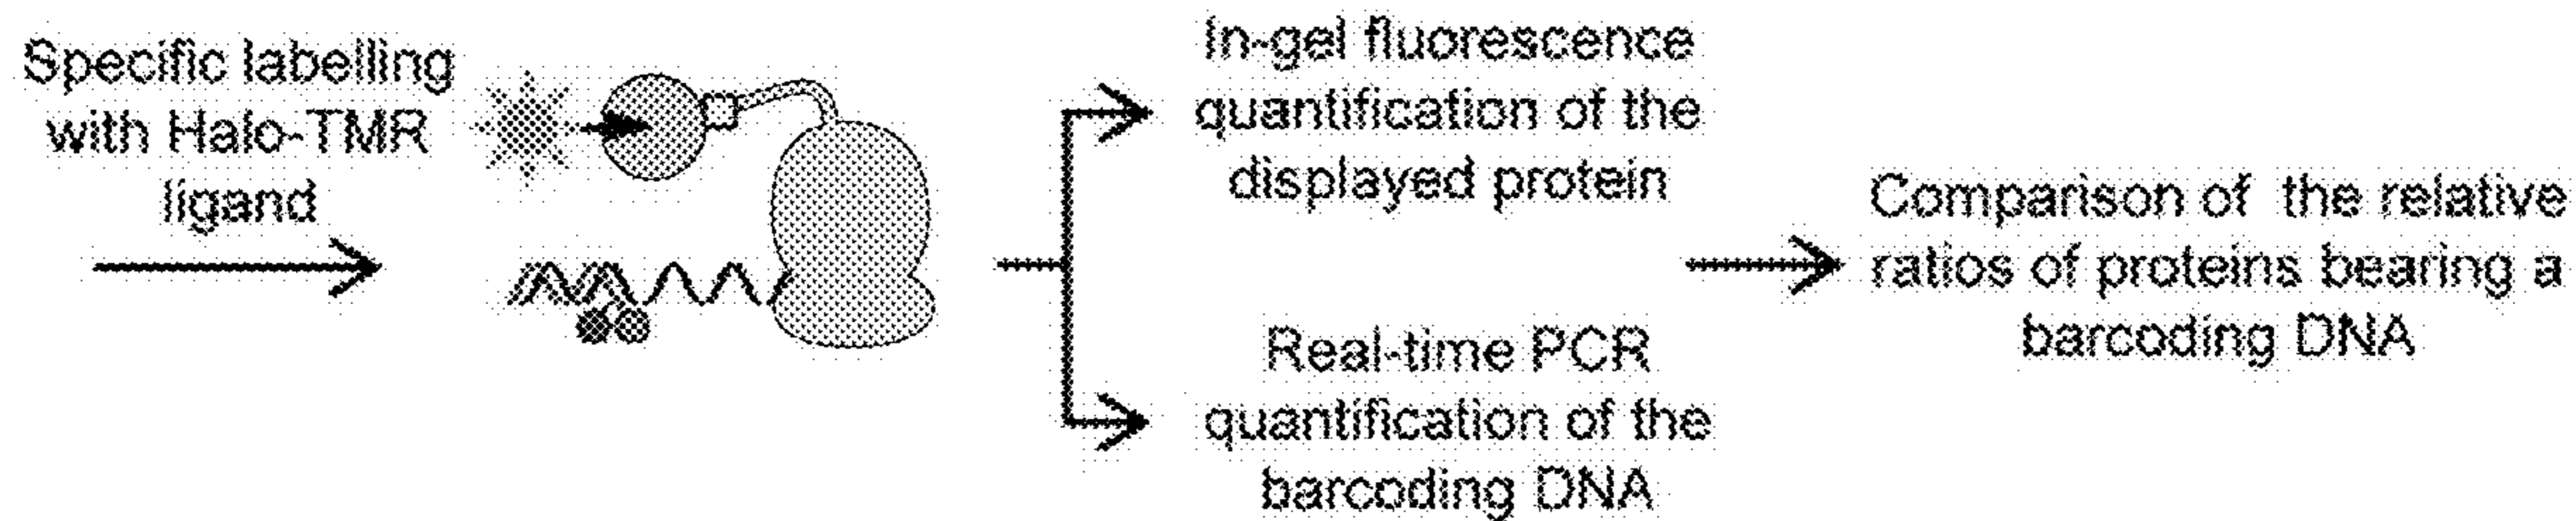 Specific labelling
with Halo-TMR
ligand
In-gel fluorescence
quantification of the
displayed protein
Real-time PCR
quantification of the
barcoding DNA
Comparison of the relative
ratios of proteins bearing a
barcoding DNA